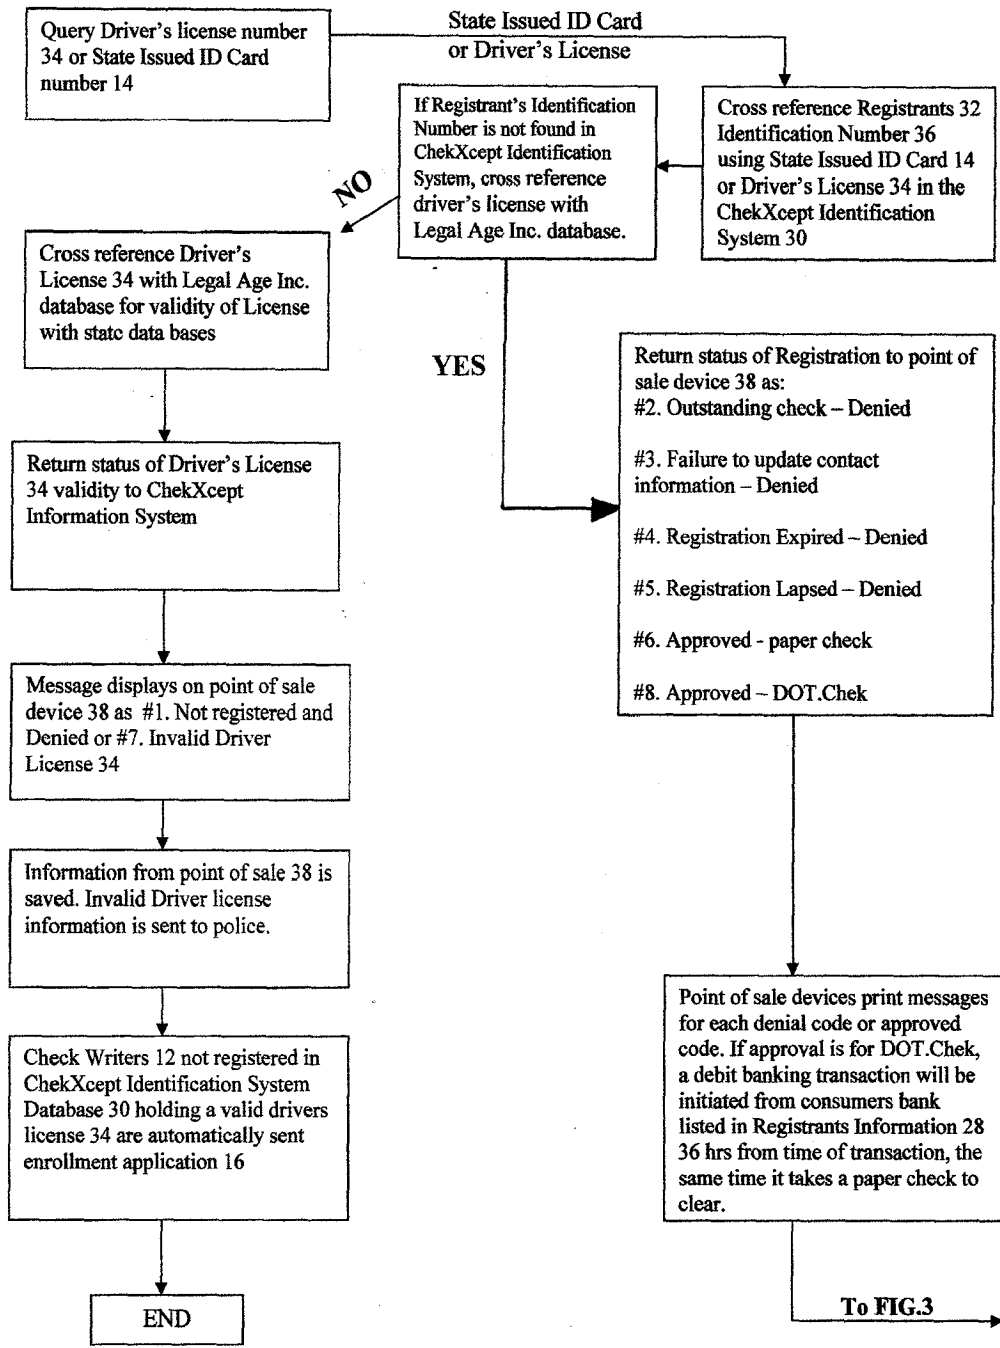 Query Driver's license number
34 or State Issued ID Card
number 14
State Issued ID Card
or Driver's License
Cross reference Registrants 32
Identification Number 36
using State Issued ID Card 14
or Driver's License 34 in the
ChekXcept Identification
System 30
If Registrant's Identification
Number is not found in
ChekXcept Identification
System, cross reference
driver's license with
Legal Age Inc. database.
NO
Cross reference Driver's
License 34 with Legal Age Inc.
database for validity of License
with state data bases
YES
Return status of Driver's License
34 validity to ChekXcept
Information System
Message displays on point of sale
device 38 as #1. Not registered and
Denied or #7. Invalid Driver
License 34
Information from point of sale 38 is
saved. Invalid Driver license
information is sent to police.
Check Writers 12 not registered in
ChekXcept Identification System
Database 30 holding a valid drivers
license 34 are automatically sent
enrollment application 16
END
Return status of Registration to point of
sale device 38 as:
#2. Outstanding check – Denied
#3. Failure to update contact
information – Denied
#4. Registration Expired – Denied
#5. Registration Lapsed – Denied
#6. Approved - paper check
#8. Approved – DOT.Chek
Point of sale devices print messages
for each denial code or approved
code. If approval is for DOT.Chek,
a debit banking transaction will be
initiated from consumers bank
listed in Registrants Information 28
36 hrs from time of transaction, the
same time it takes a paper check to
clear.
To FIG.3